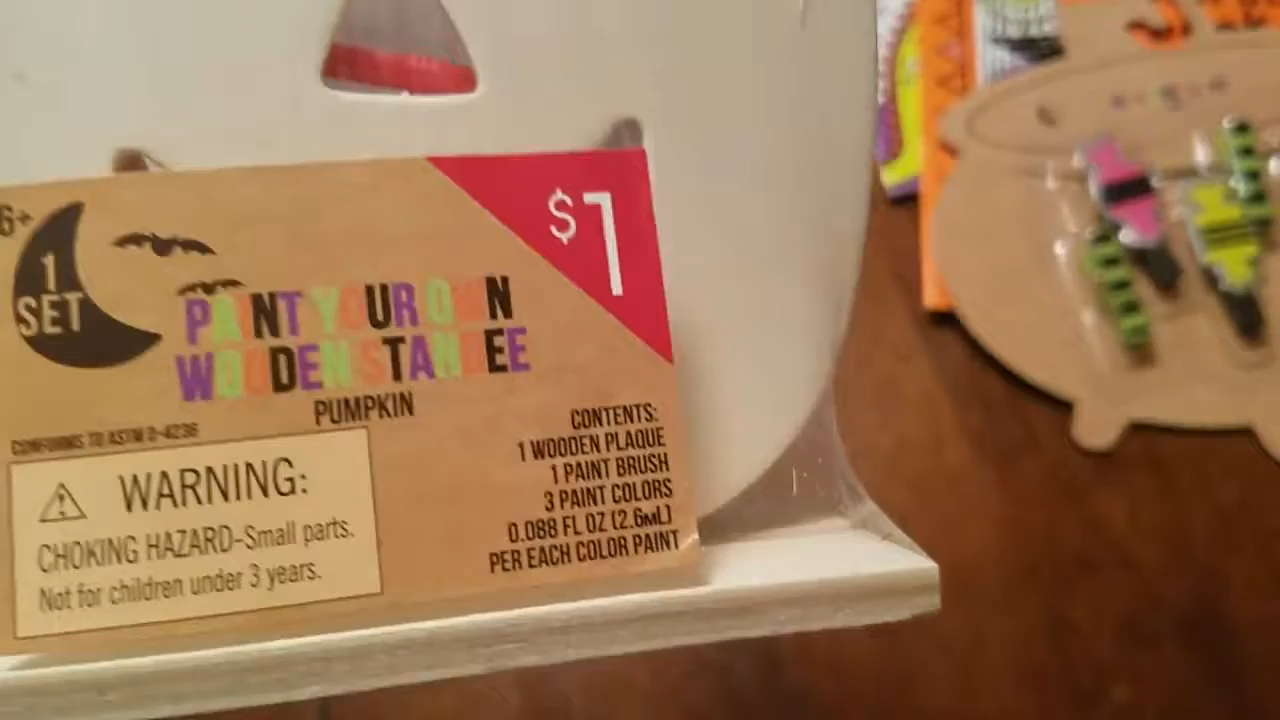 6+
1
SET
$1
PAINT YOUR OWN
WOODEN STANDEE
PUMPKIN
CONFORMS TO ASTM D-4236
WARNING:
CHOKING HAZARD-Small parts.
Not for children under 3 years.
CONTENTS:
1 WOODEN PLAQUE
1 PAINT BRUSH
3 PAINT COLORS
0.088 FL OZ (2.6mL)
PER EACH COLOR PAINT